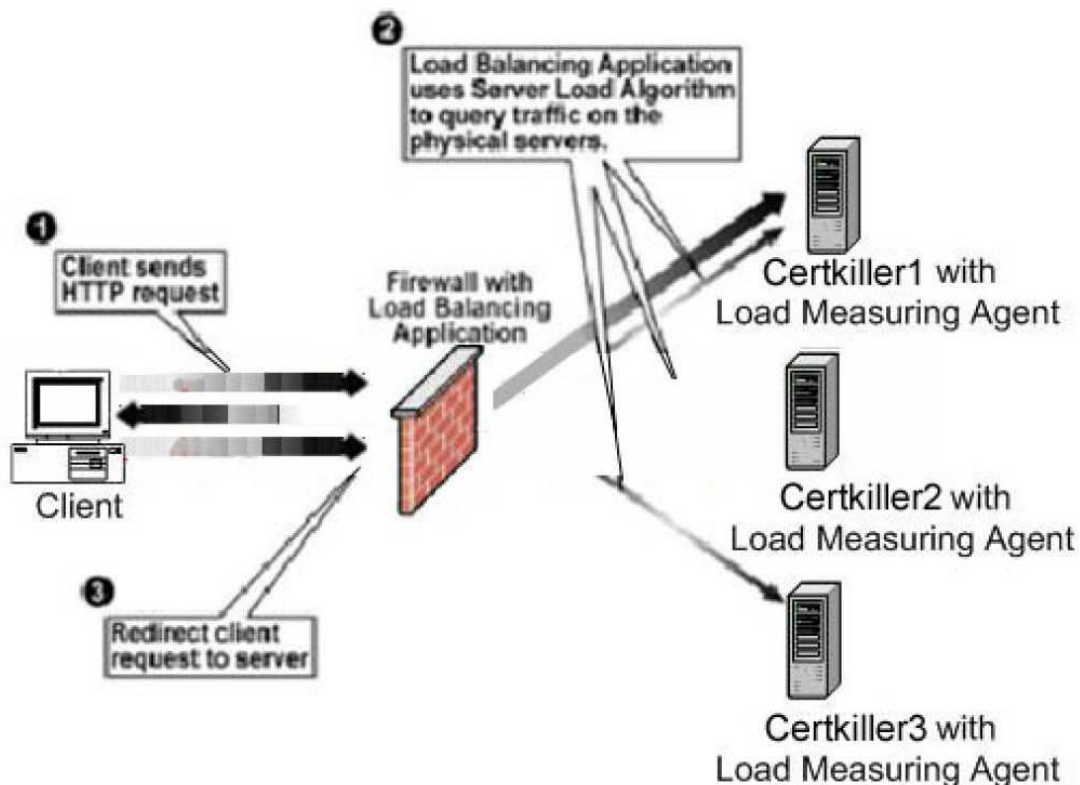 2
Load Balancing Application
uses Server Load Algorithm
to query traffic on the
physical servers.
1
Client sends
HTTP request
Firewall with
Load Balancing
Application
Certkiller1 with
Load Measuring Agent
Client
Certkiller2 with
Load Measuring Agent
3
Redirect client
request to server
Certkiller3 with
Load Measuring Agent